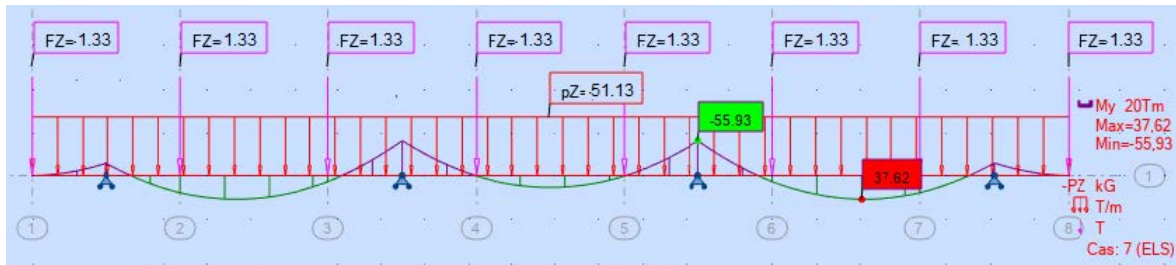 FZ=-1.33 FZ=-1.33 FZ=-1.33 FZ=-1.33 FZ=-1.33 FZ=-1.33 FZ=-1.33 FZ=-1.33
pZ=-51.13
-55.93
My 20Tm
Max=37,62
Min=-55,93
37.62
1
-PZ kG
T/m
T
Cas: 7 (ELS)
1 2 3 4 5 6 7 8